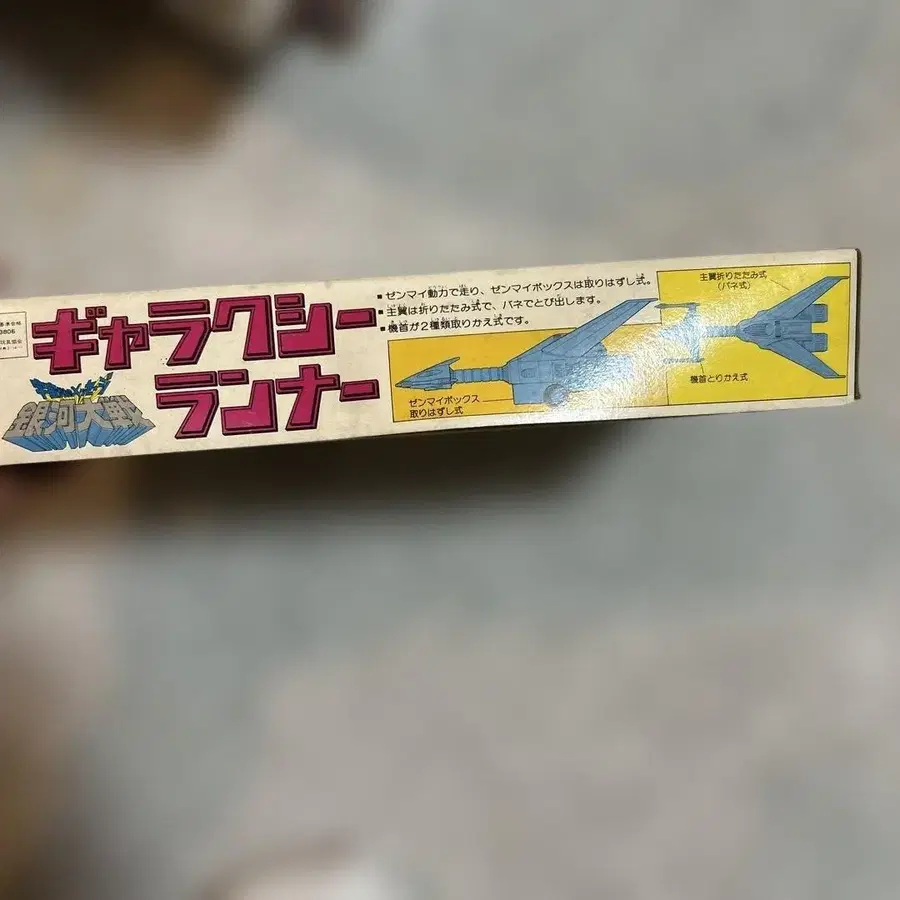 3806
ギャラクシー
ランナー
銀河大戦
■ゼンマイ動力で走り、ゼンマイボックスは取りはずし式。
■主翼は折りたたみ式で、バネでとび出します。
■機首が2種類取りかえ式です。
主翼折りたたみ式
(バネ式)
機首とりかえ式
ゼンマイボックス
取りはずし式